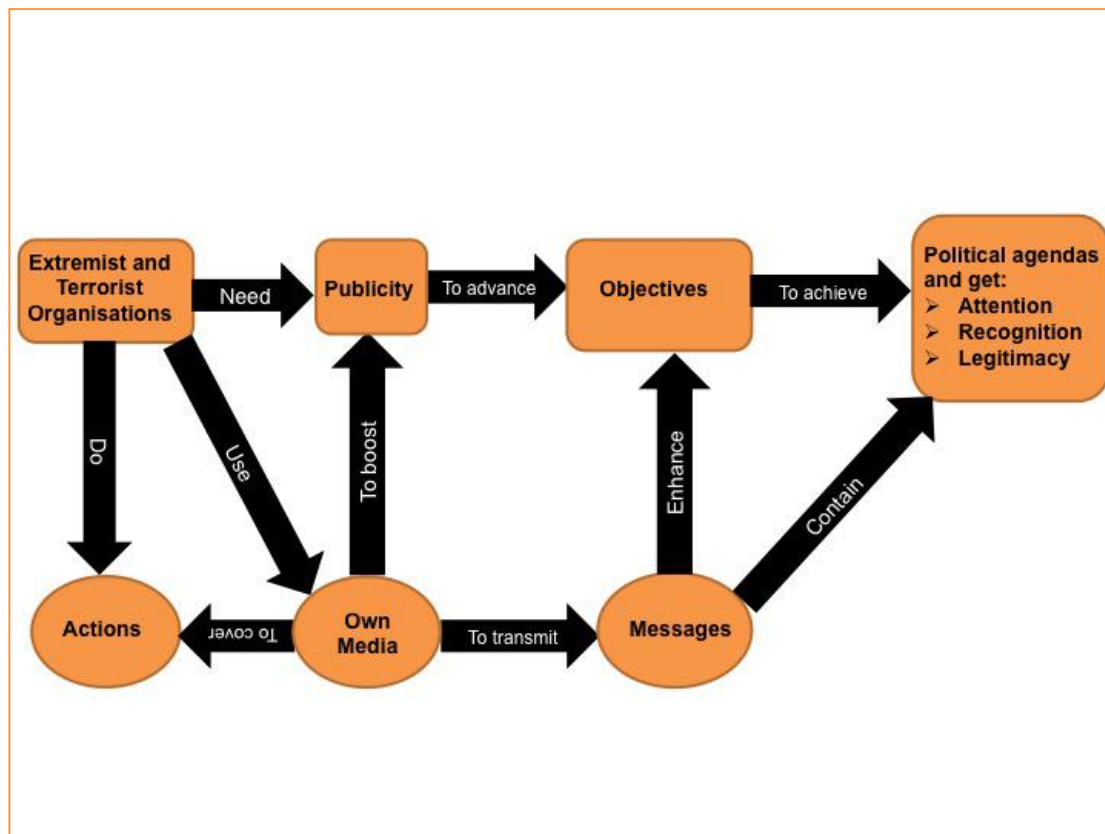 Extremist and
Terrorist
Organisations
Need
Publicity
To advance
Objectives
To achieve
Political agendas
and get:
➢ Attention
➢ Recognition
➢ Legitimacy
Do
Use
To boost
Enhance
Contain
Actions
To cover
Own
Media
To transmit
Messages